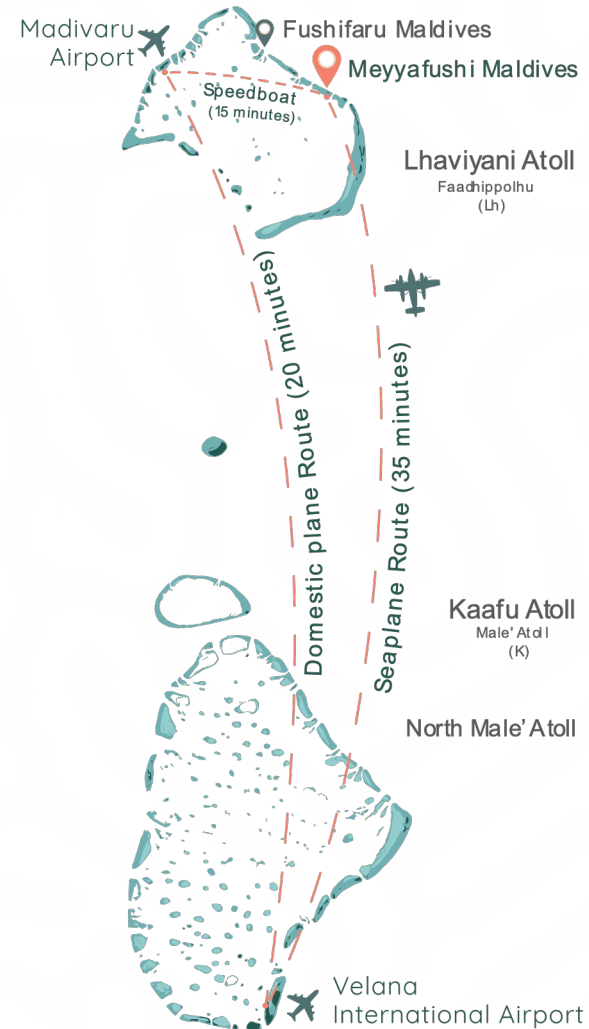 Madivaru
Airport
Fushifaru Maldives
Meyyafushi Maldives
Speedboat
(15 minutes)
Lhaviyani Atoll
Faadhippolhu
(Lh)
Domestic plane Route (20 minutes)
Seaplane Route (35 minutes)
Kaafu Atoll
Male' Atoll
(K)
North Male’ Atoll
Velana
International Airport